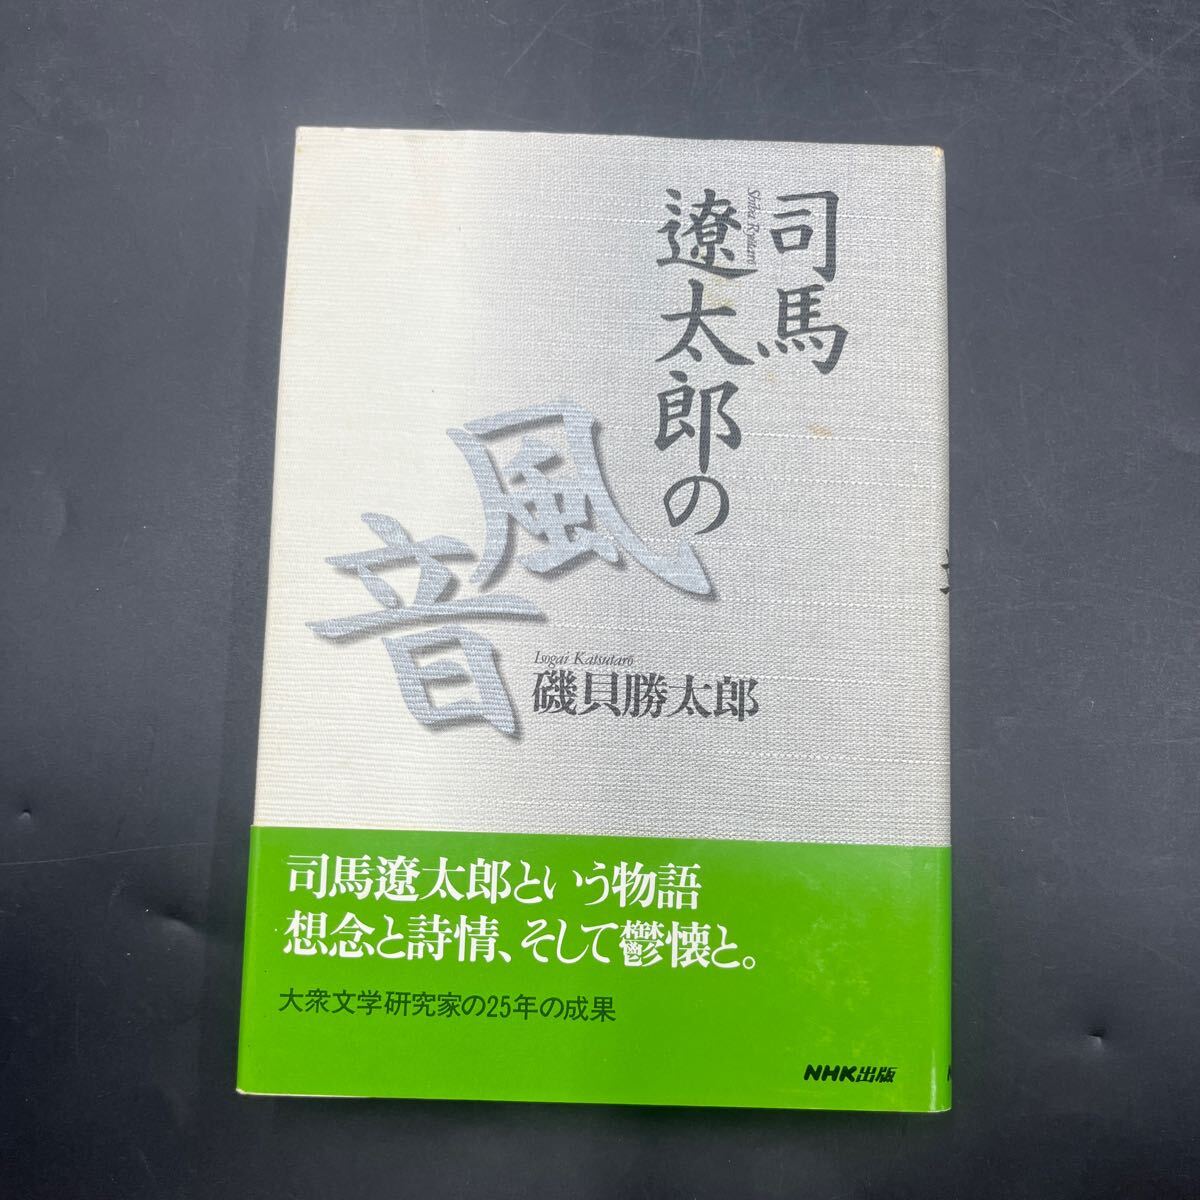 司馬
Shiba Ryōtarō
遼太郎の
風音
Isogai Katsutarō
磯貝勝太郎
司馬遼太郎という物語
想念と詩情、そして鬱懐と。
大衆文学研究家の25年の成果
NHK出版